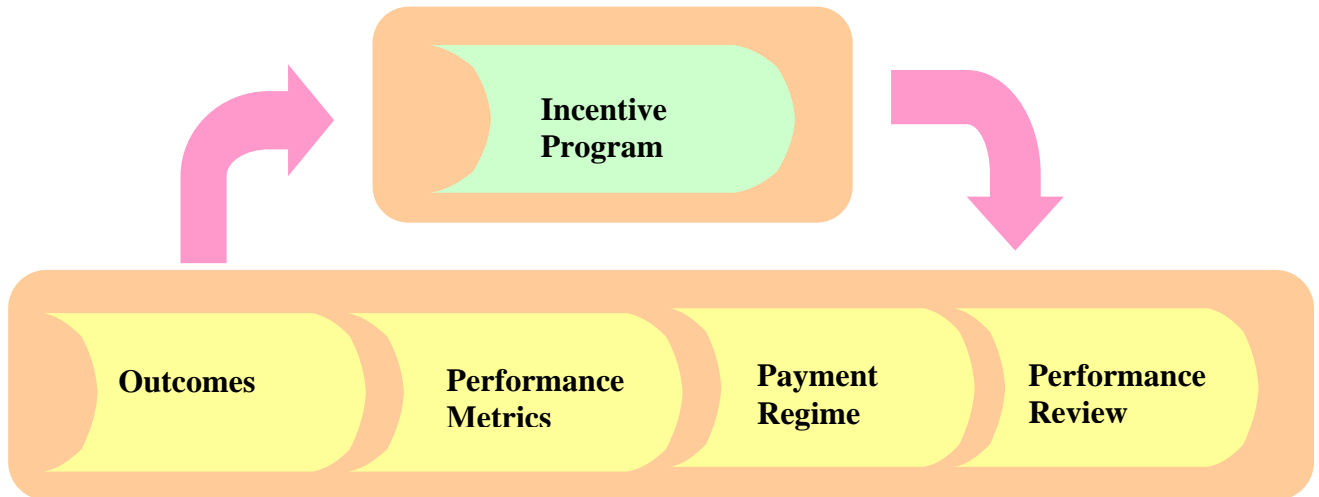 Incentive
Program
Outcomes
Performance
Metrics
Payment
Regime
Performance
Review